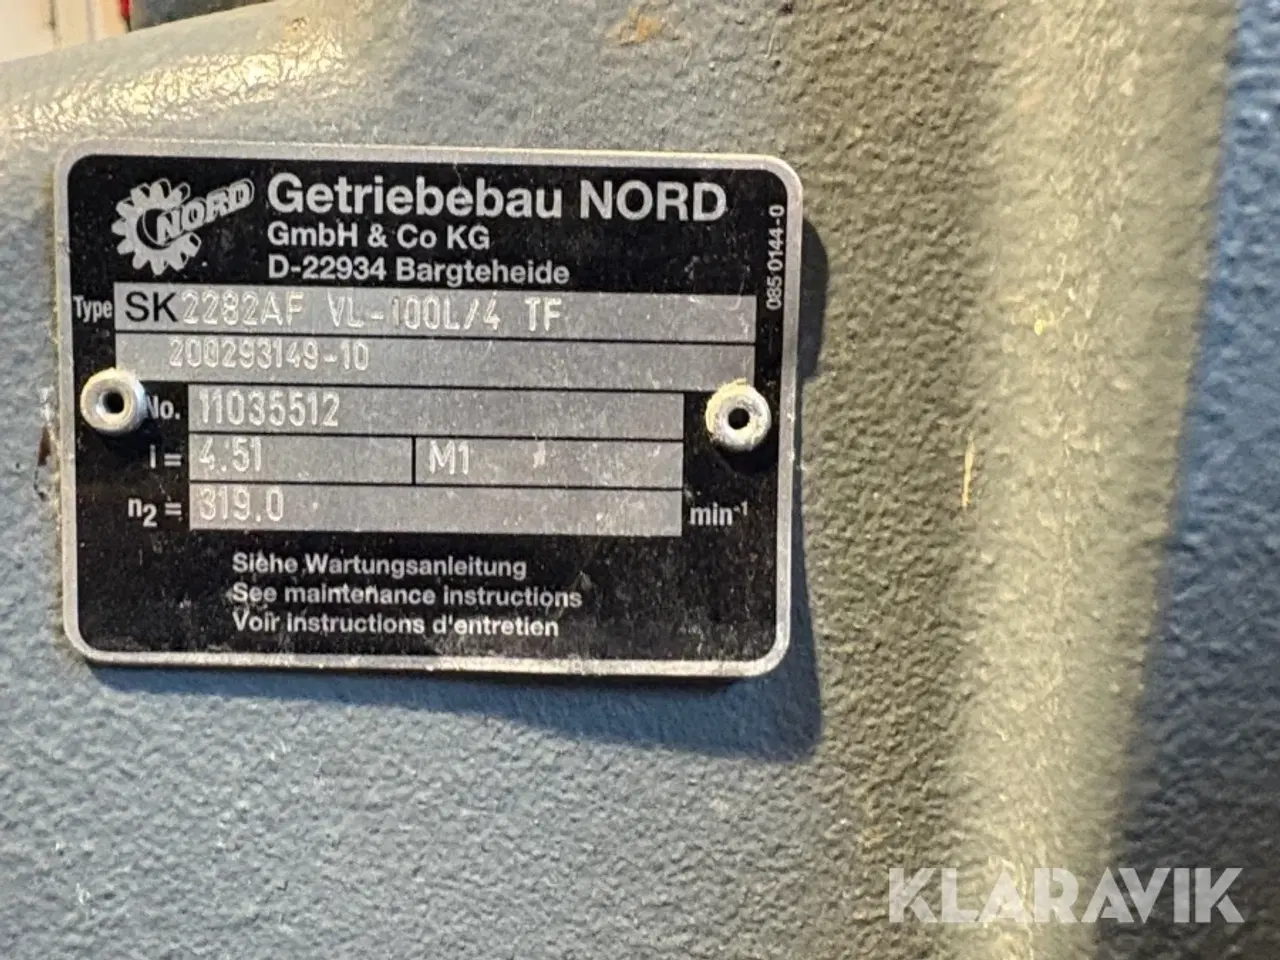 NORD
Getriebebau NORD
GmbH & Co KG
D-22934 Bargteheide
085 0144-0
Type SK 2282AF VL-100L/4 TF
200293149-10
No. 11035512
i = 4.51 M1
n2 = 319.0 min-1
Siehe Wartungsanleitung
See maintenance instructions
Voir instructions d'entretien
KLARAVIK